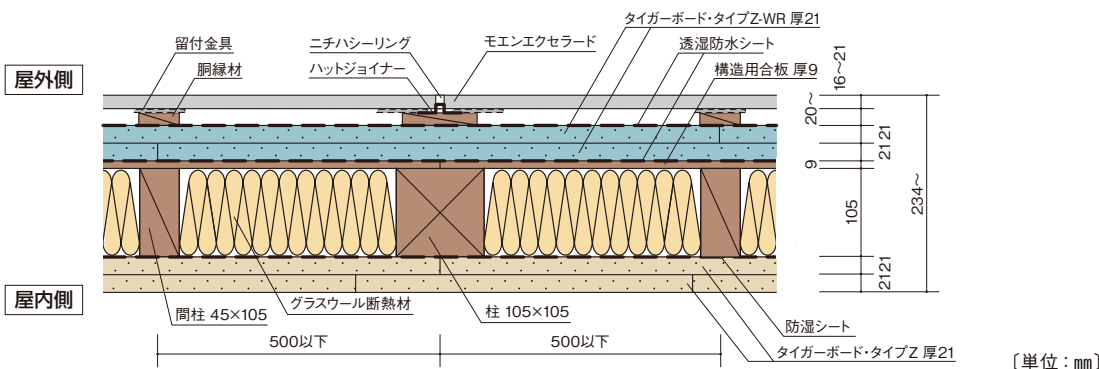 タイガーボード・タイプZ-WR 厚21
留付金具
ニチハシーリング
モエンエクセラード
透湿防水シート
胴縁材
ハットジョイナー
構造用合板 厚9
屋外側
16〜21
20〜
2121
9
105
2121
234〜
屋内側
グラスウール断熱材
間柱 45×105
柱 105×105
防湿シート
500以下
500以下
タイガーボード・タイプZ 厚21
〔単位:㎜〕